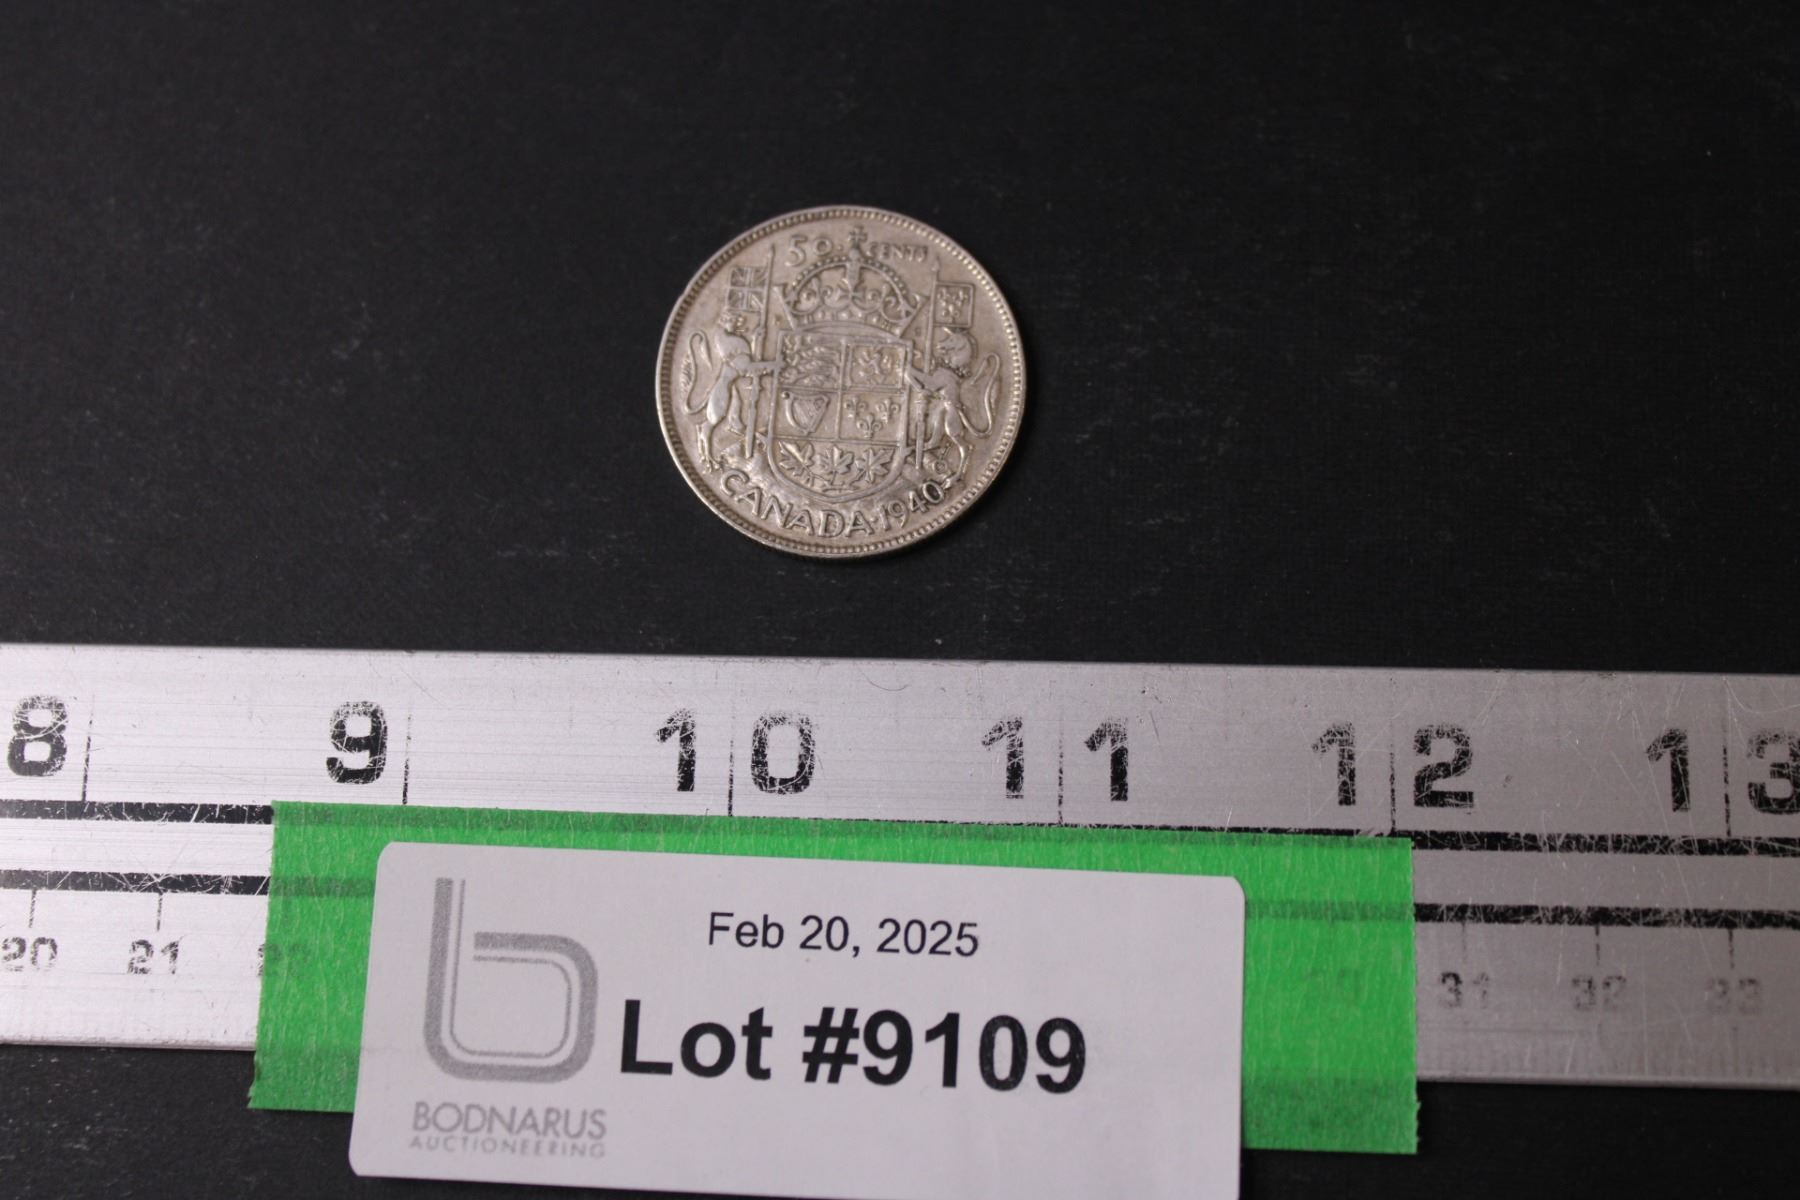 50 CENTS
CANADA 1940
8 9 10 11 12 13
20 21 31 32 33
Feb 20, 2025
Lot #9109
BODNARUS
AUCTIONEERING